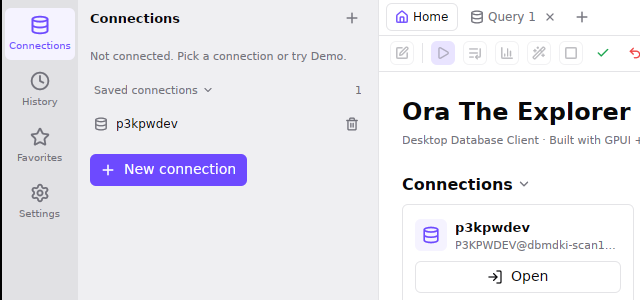 Connections
History
Favorites
Settings
Connections
Not connected. Pick a connection or try Demo.
Saved connections 1
p3kpwdev
New connection
Home Query 1
Ora The Explorer
Desktop Database Client · Built with GPUI +
Connections
p3kpwdev
P3KPWDEV@dbmdki-scan1...
Open